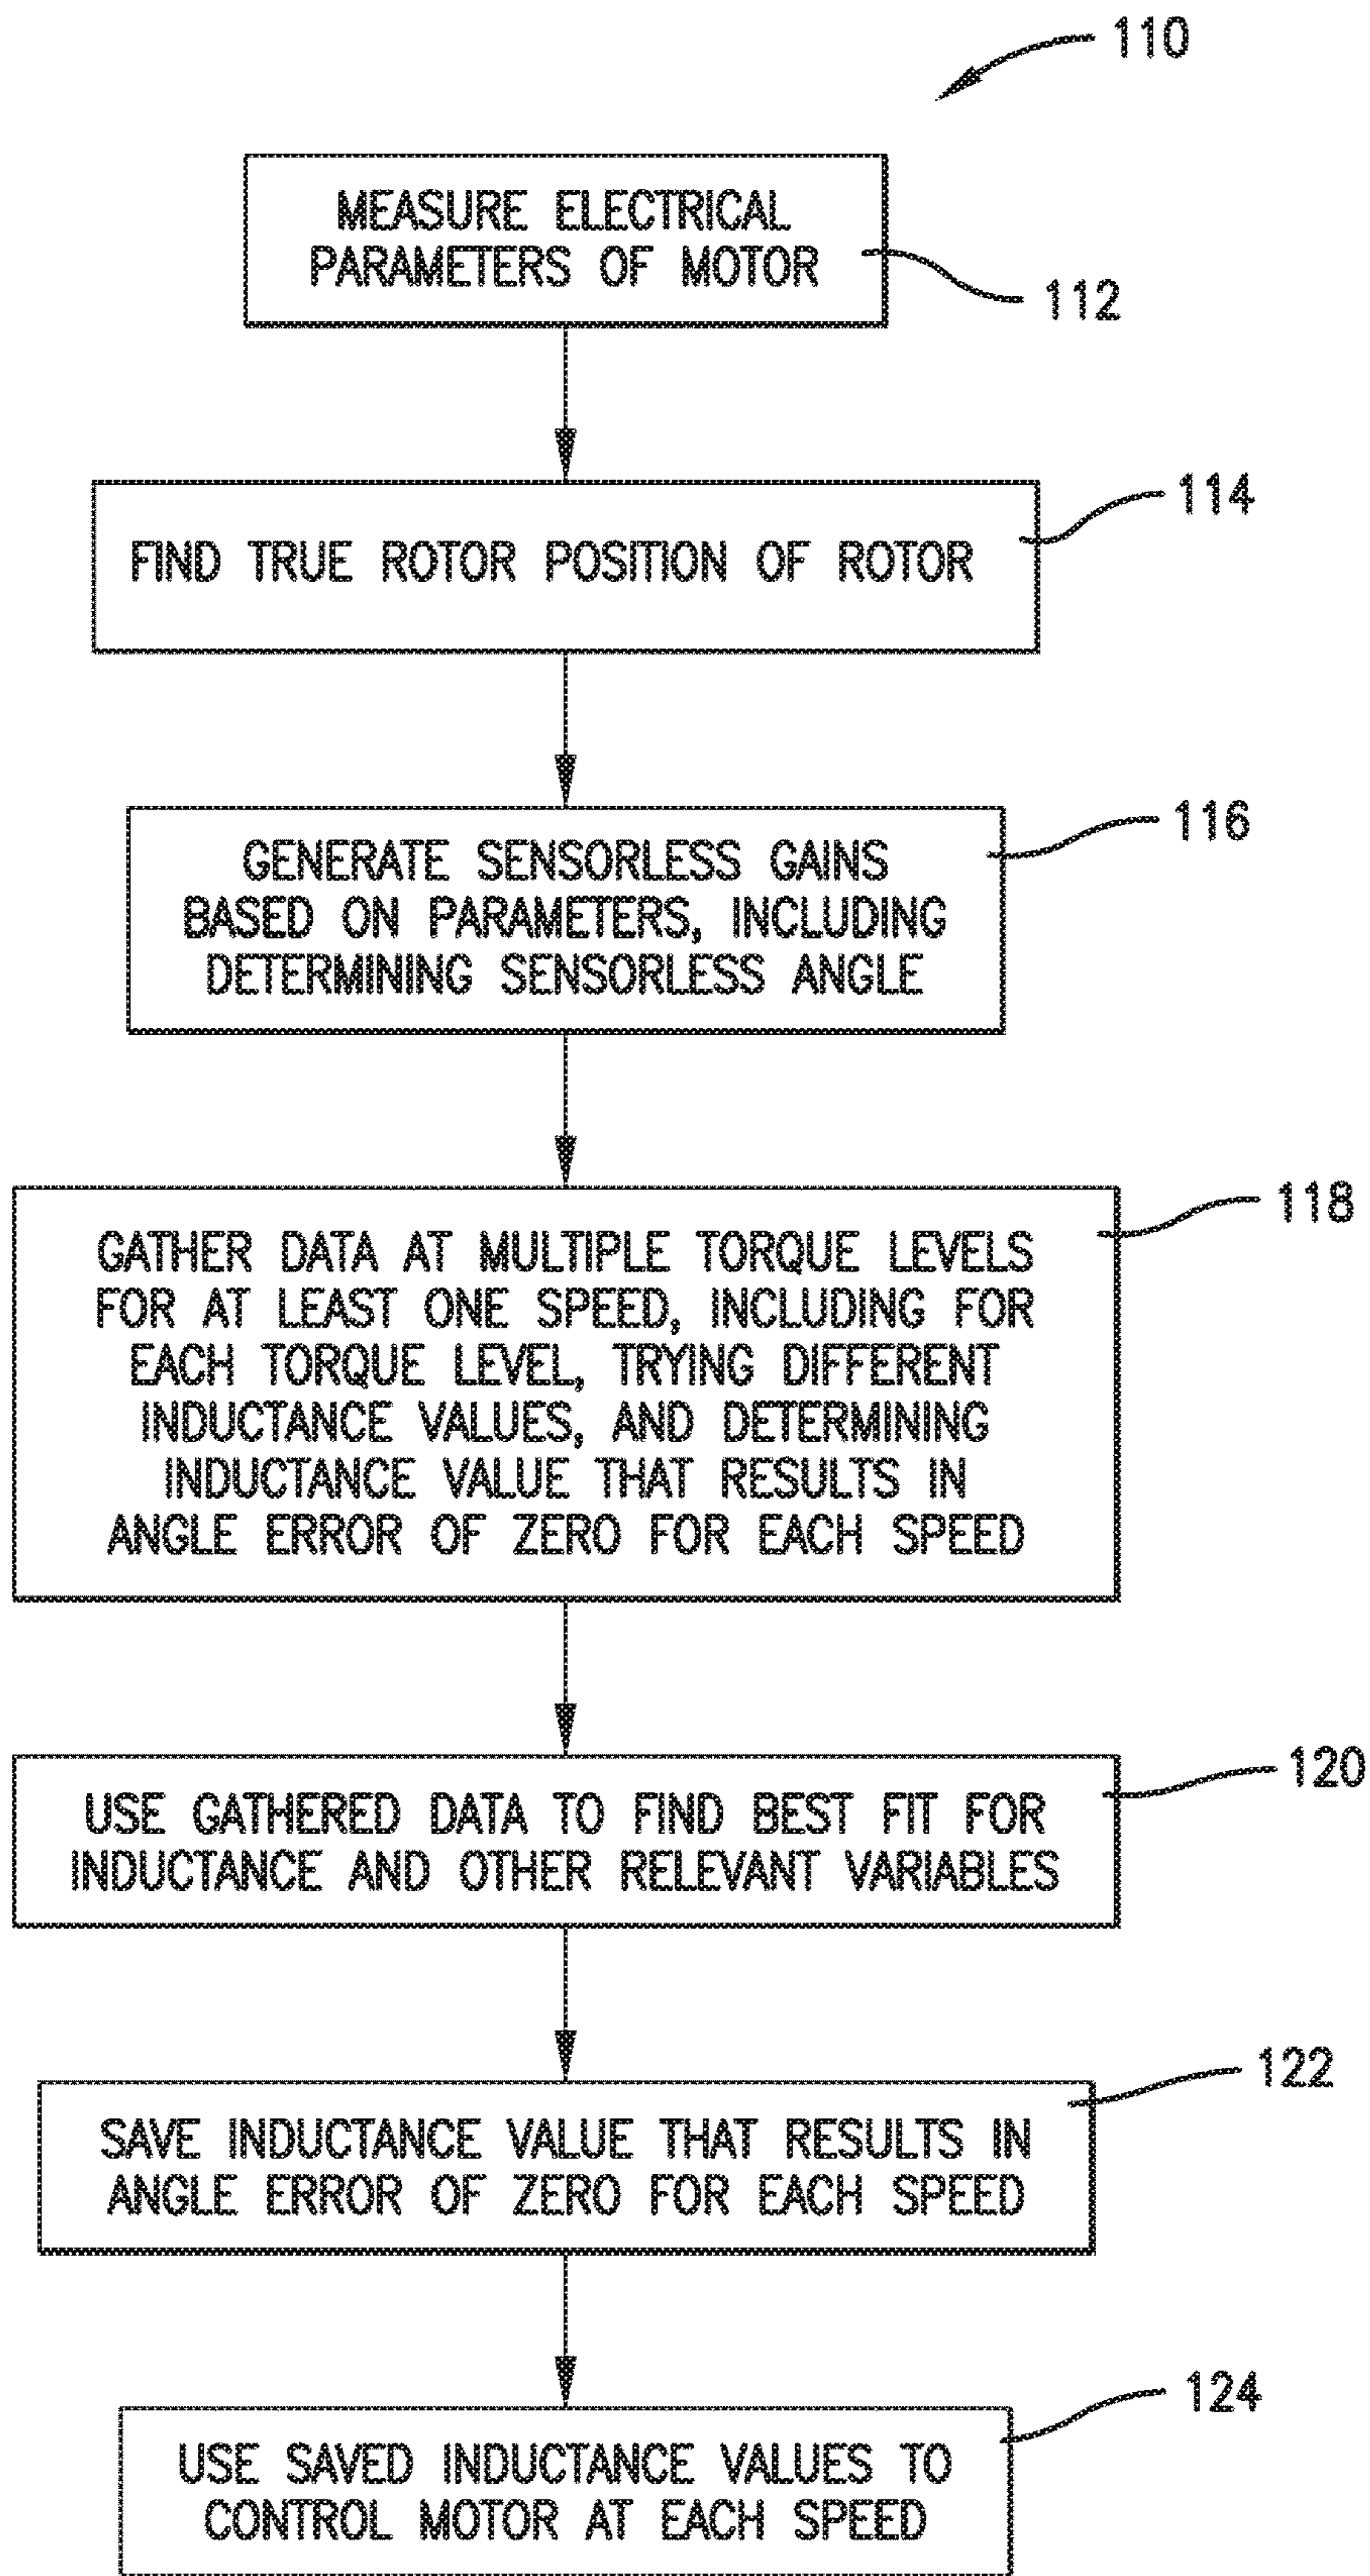 110
MEASURE ELECTRICAL
PARAMETERS OF MOTOR
112
114
FIND TRUE ROTOR POSITION OF ROTOR
116
GENERATE SENSORLESS GAINS
BASED ON PARAMETERS, INCLUDING
DETERMINING SENSORLESS ANGLE
118
GATHER DATA AT MULTIPLE TORQUE LEVELS
FOR AT LEAST ONE SPEED, INCLUDING FOR
EACH TORQUE LEVEL, TRYING DIFFERENT
INDUCTANCE VALUES, AND DETERMINING
INDUCTANCE VALUE THAT RESULTS IN
ANGLE ERROR OF ZERO FOR EACH SPEED
120
USE GATHERED DATA TO FIND BEST FIT FOR
INDUCTANCE AND OTHER RELEVANT VARIABLES
122
SAVE INDUCTANCE VALUE THAT RESULTS IN
ANGLE ERROR OF ZERO FOR EACH SPEED
124
USE SAVED INDUCTANCE VALUES TO
CONTROL MOTOR AT EACH SPEED